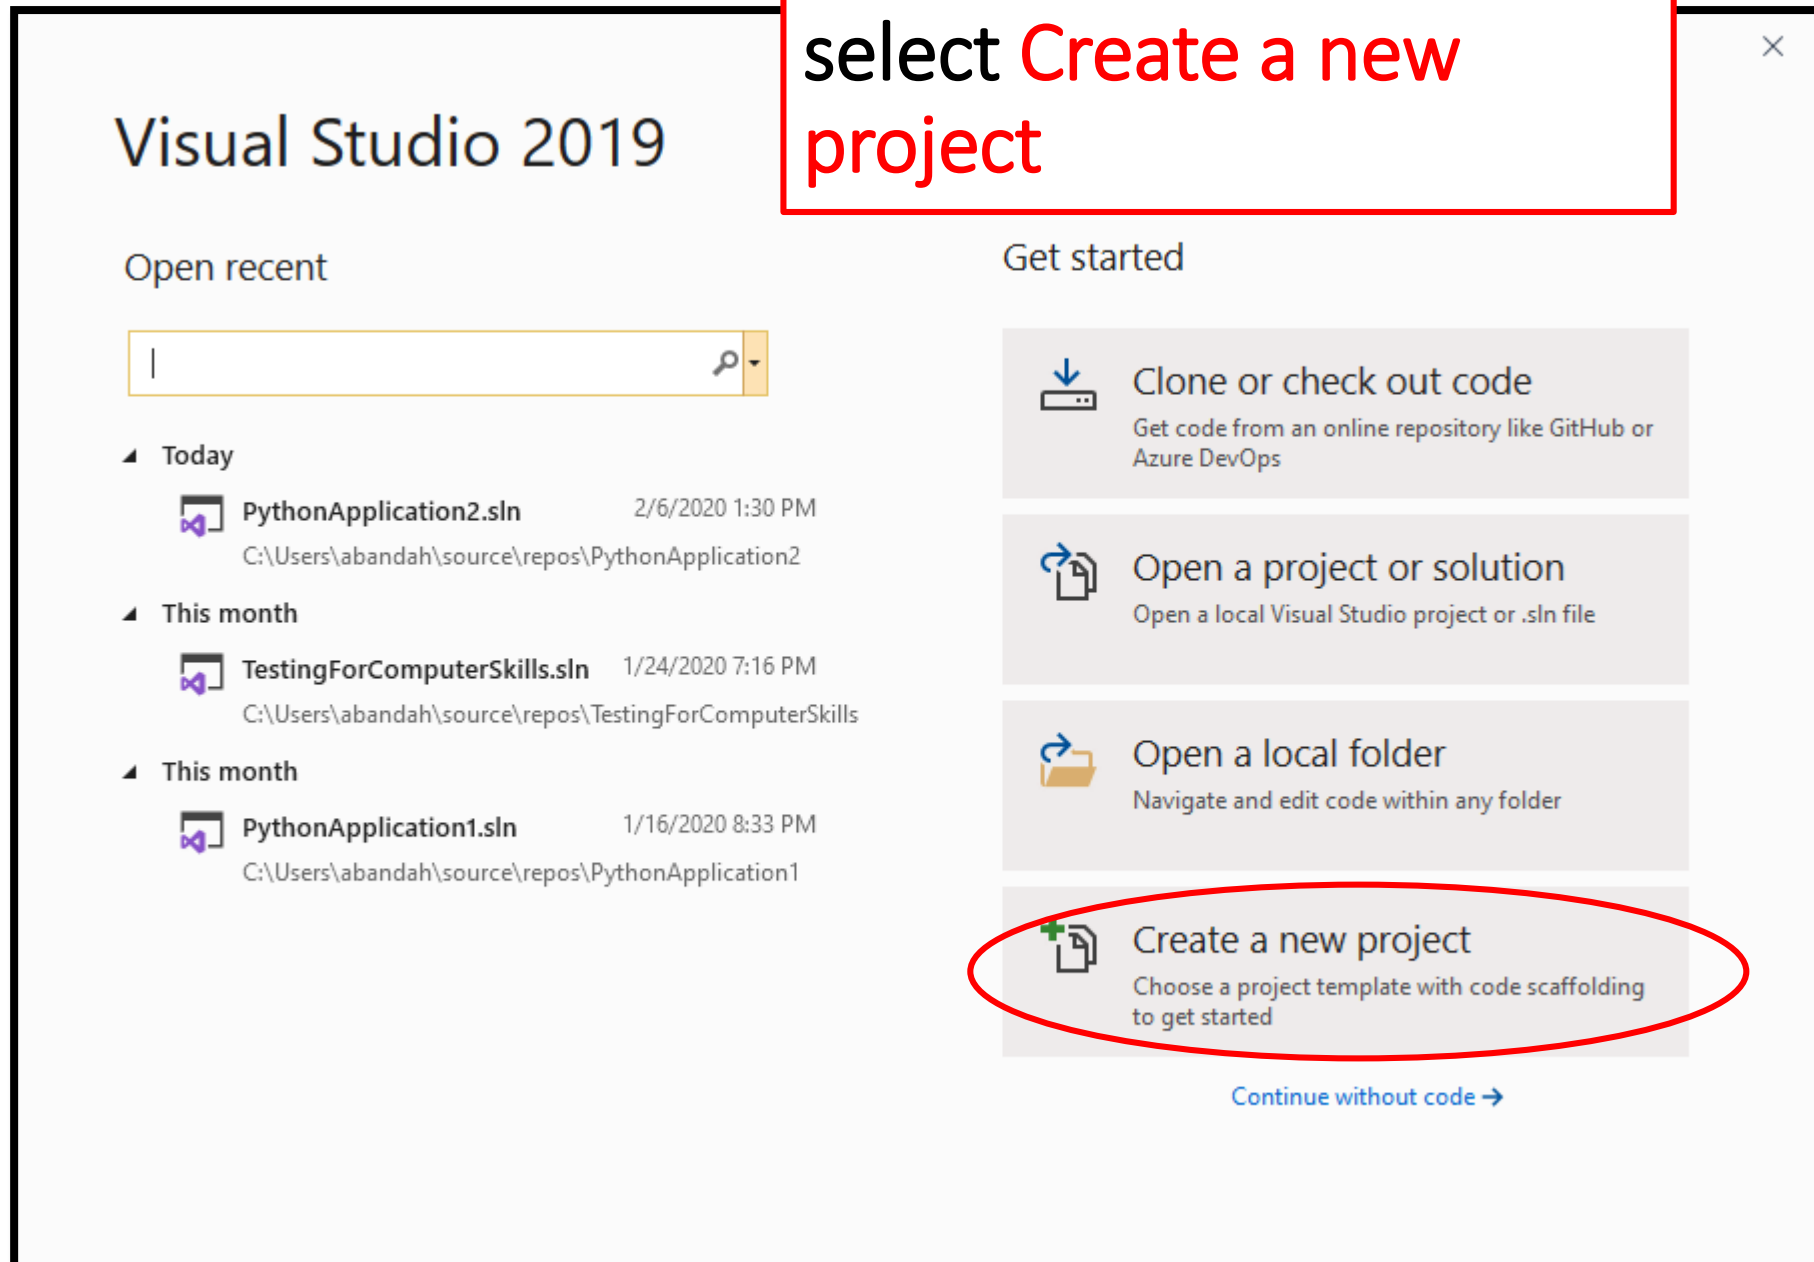 select Create a new
project
Visual Studio 2019
Open recent
Today
PythonApplication2.sln 2/6/2020 1:30 PM
C:\Users\abandah\source\repos\PythonApplication2
This month
TestingForComputerSkills.sln 1/24/2020 7:16 PM
C:\Users\abandah\source\repos\TestingForComputerSkills
This month
PythonApplication1.sln 1/16/2020 8:33 PM
C:\Users\abandah\source\repos\PythonApplication1
Get started
Clone or check out code
Get code from an online repository like GitHub or
Azure DevOps
Open a project or solution
Open a local Visual Studio project or .sln file
Open a local folder
Navigate and edit code within any folder
Create a new project
Choose a project template with code scaffolding
to get started
Continue without code →